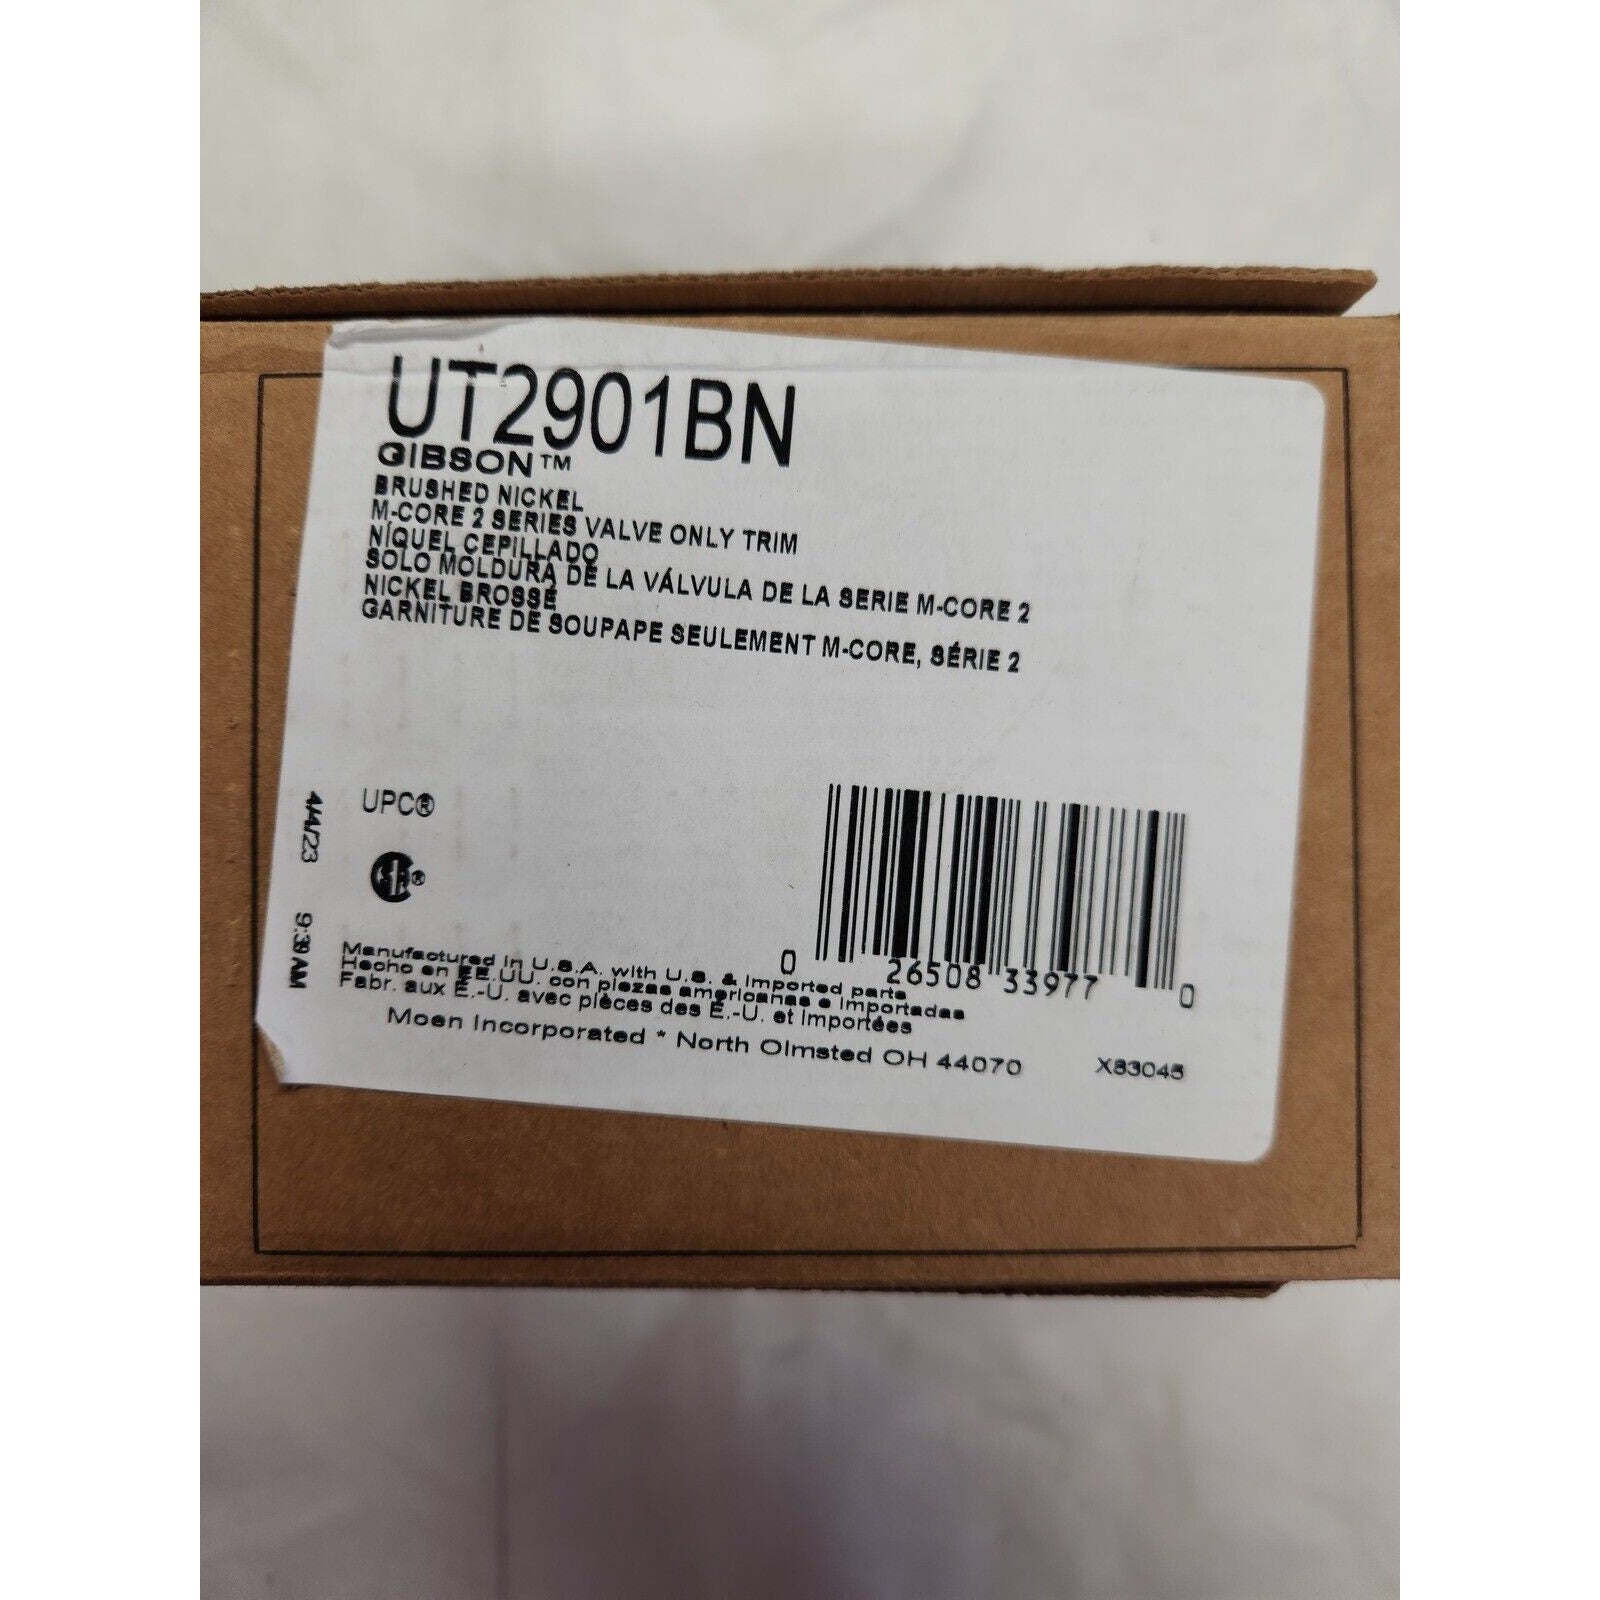 UT2901BN
GIBSON™
BRUSHED NICKEL
M-CORE 2 SERIES VALVE ONLY TRIM
NÍQUEL CEPILLADO
SOLO MOLDURA DE LA VÁLVULA DE LA SERIE M-CORE 2
NICKEL BROSSÉ
GARNITURE DE SOUPAPE SEULEMENT M-CORE, SÉRIE 2
UPC®
CSA®
4/4/23 9:39 AM
0 26508 33977 0
Manufactured in U.S.A. with U.S. & imported parts
Hecho en EE.UU. con piezas americanas e importadas
Fabr. aux É.-U. avec pièces des É.-U. et importées
Moen Incorporated * North Olmsted OH 44070
X83045